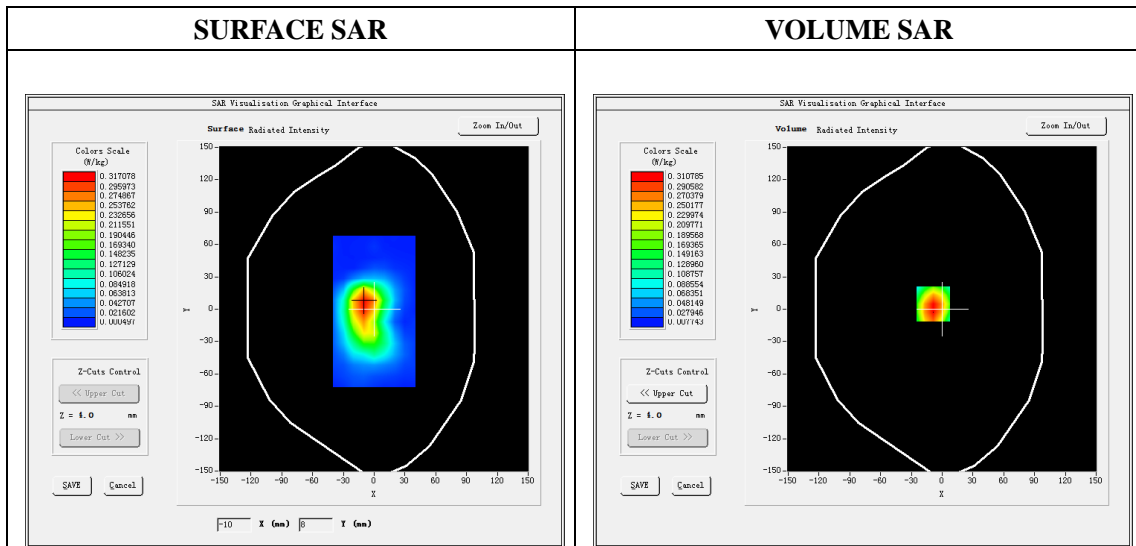 SURFACE SAR
VOLUME SAR
SAR Visualisation Graphical Interface
Surface Radiated Intensity
Zoom In/Out
Colors Scale
(W/kg)
0.317078
0.295973
0.274867
0.253762
0.232656
0.211551
0.190446
0.169340
0.148235
0.127129
0.106024
0.084918
0.063813
0.042707
0.021602
0.000497
150
120
90
60
30
0
-30
-60
-90
-120
-150
Y
-150 -120 -90 -60 -30 0 30 60 90 120 150
X
Z-Cuts Control
<< Upper Cut
Z = 4.0 mm
Lower Cut >>
SAVE Cancel
-10 X (mm) 8 Y (mm)
SAR Visualisation Graphical Interface
Volume Radiated Intensity
Zoom In/Out
Colors Scale
(W/kg)
0.310785
0.290582
0.270379
0.250177
0.229974
0.209771
0.189568
0.169365
0.149163
0.128960
0.108757
0.088554
0.068351
0.048149
0.027946
0.007743
150
120
90
60
30
0
-30
-60
-90
-120
-150
Y
-150 -120 -90 -60 -30 0 30 60 90 120 150
X
Z-Cuts Control
<< Upper Cut
Z = 4.0 mm
Lower Cut >>
SAVE Cancel